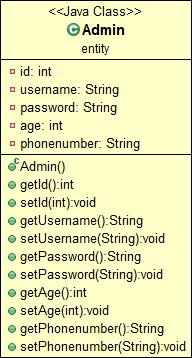 <<Java Class>>
Admin
entity
id: int
username: String
password: String
age: int
phonenumber: String
Admin()
getId():int
setId(int):void
getUsername():String
setUsername(String):void
getPassword():String
setPassword(String):void
getAge():int
setAge(int):void
getPhonenumber():String
setPhonenumber(String):void